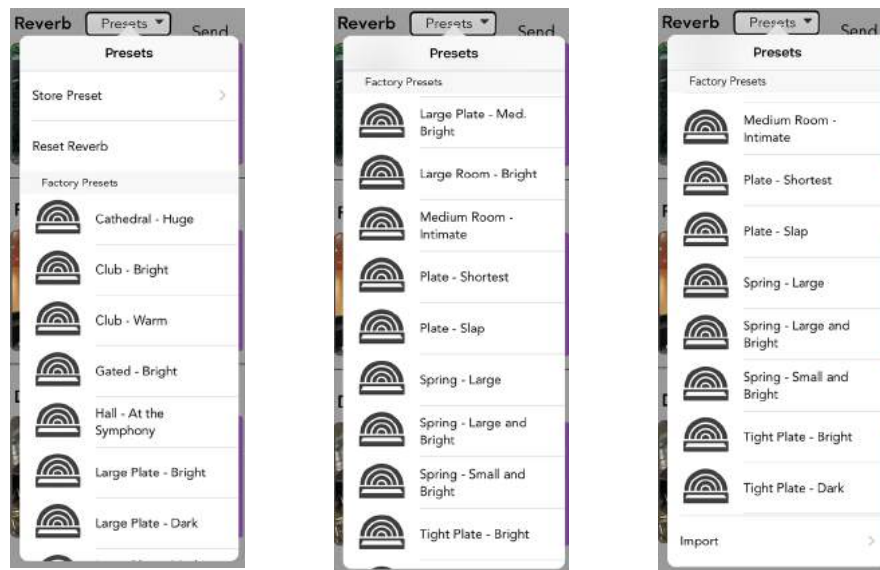 Reverb Presets Send
Presets
Store Preset
Reset Reverb
Factory Presets
Cathedral - Huge
Club - Bright
Club - Warm
Gated - Bright
Hall - At the
Symphony
Large Plate - Bright
Large Plate - Dark
Reverb Presets Send
Presets
Factory Presets
Large Plate - Med.
Bright
Large Room - Bright
Medium Room -
Intimate
Plate - Shortest
Plate - Slap
Spring - Large
Spring - Large and
Bright
Spring - Small and
Bright
Tight Plate - Bright
Reverb Presets Send
Presets
Factory Presets
Medium Room -
Intimate
Plate - Shortest
Plate - Slap
Spring - Large
Spring - Large and
Bright
Spring - Small and
Bright
Tight Plate - Bright
Tight Plate - Dark
Import